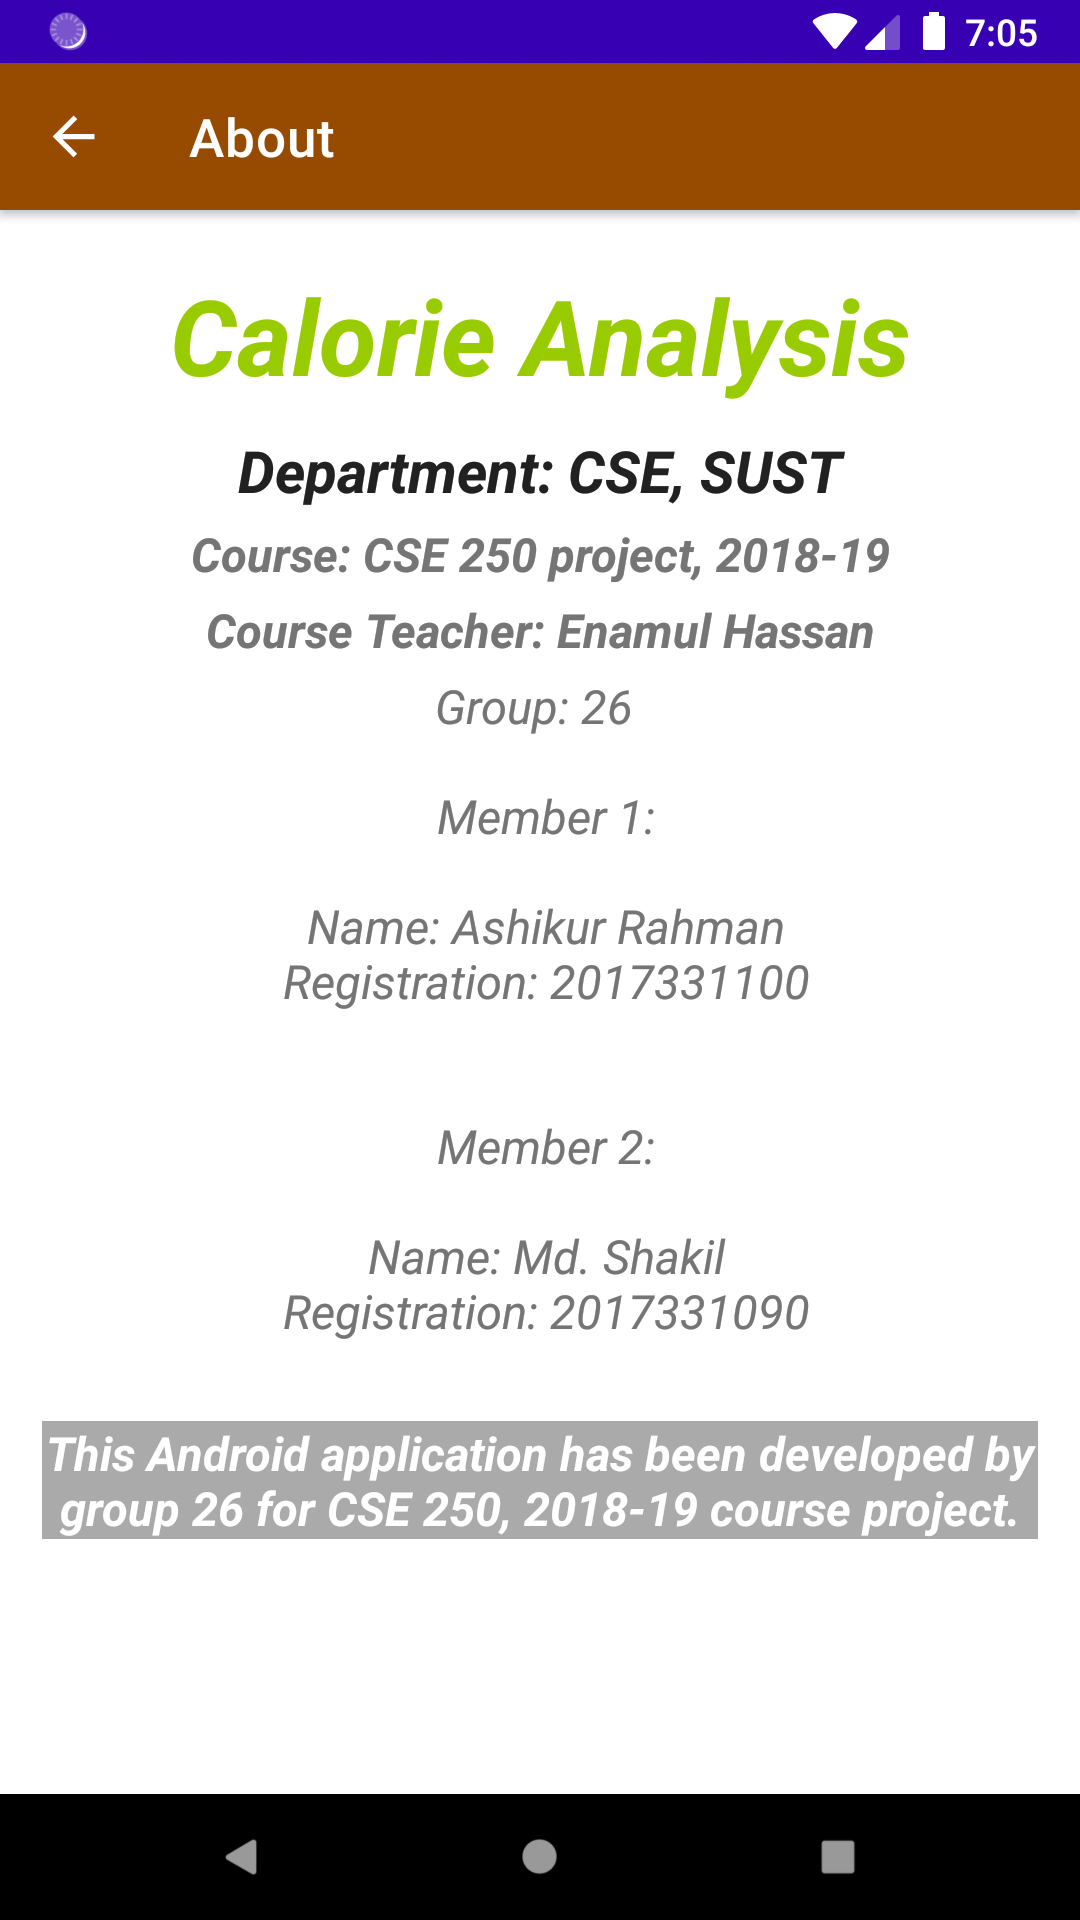 7:05
About
Calorie Analysis
Department: CSE, SUST
Course: CSE 250 project, 2018-19
Course Teacher: Enamul Hassan
Group: 26
Member 1:
Name: Ashikur Rahman
Registration: 2017331100
Member 2:
Name: Md. Shakil
Registration: 2017331090
This Android application has been developed by
group 26 for CSE 250, 2018-19 course project.